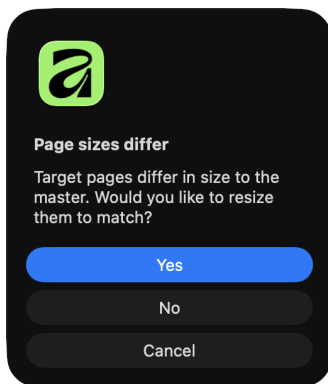 Page sizes differ
Target pages differ in size to the
master. Would you like to resize
them to match?
Yes
No
Cancel